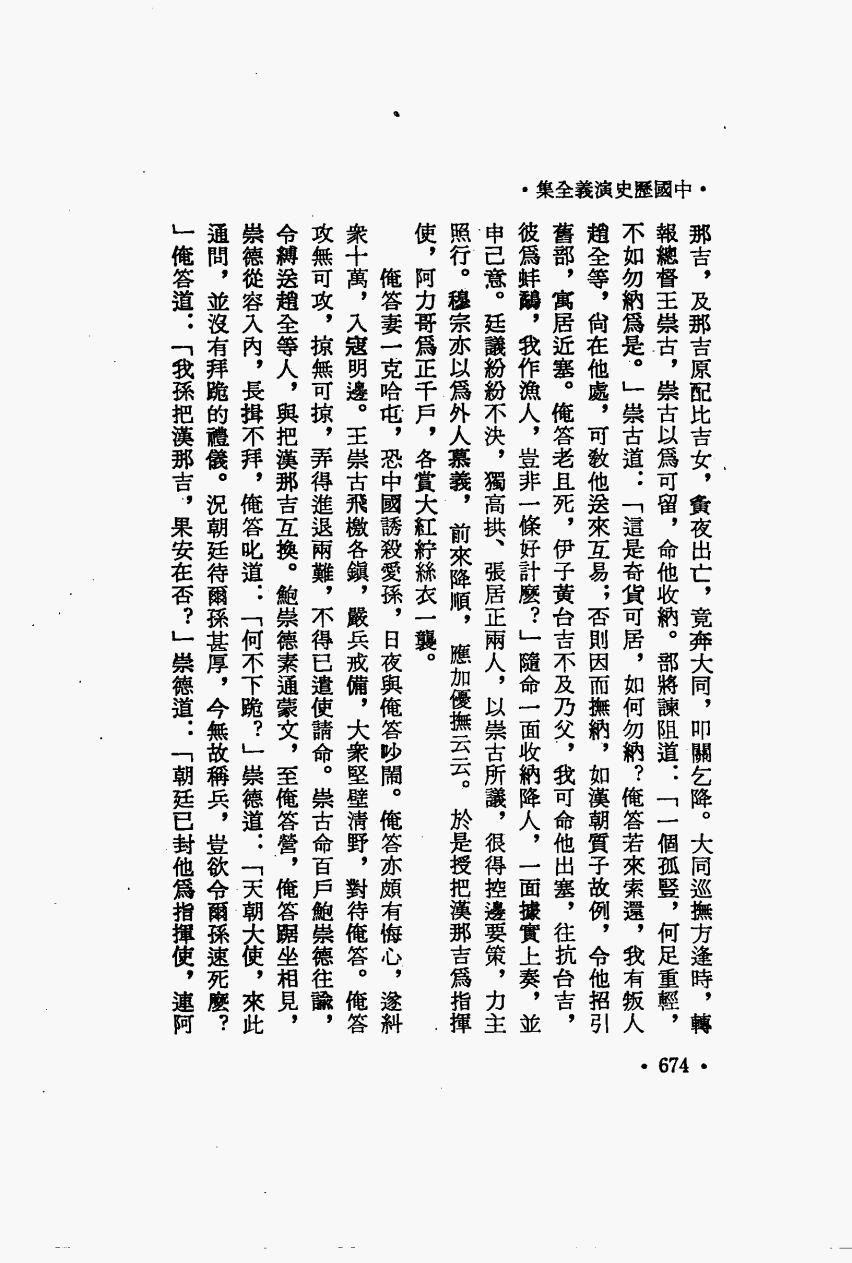 ·中國歷史演義全集·
那吉，及那吉原配比吉女，夤夜出亡，竟奔大同，叩關乞降。大同巡撫方逢時，轉
報總督王崇古，崇古以爲可留，命他收納。部將諫阻道：「一個孤豎，何足重輕，
不如勿納爲是。」崇古道：「這是奇貨可居，如何勿納？俺答若來索還，我有叛人
趙全等，尙在他處，可敎他送來互易；否則因而撫納，如漢朝質子故例，令他招引
舊部，寓居近塞。俺答老且死，伊子黃台吉不及乃父，我可命他出塞，往抗台吉，
彼爲蚌鷸，我作漁人，豈非一條好計麼？」隨命一面收納降人，一面據實上奏，並
申己意。廷議紛紛不決，獨高拱、張居正兩人，以崇古所議，很得控邊要策，力主
照行。穆宗亦以爲外人慕義，前來降順，應加優撫云云。於是授把漢那吉爲指揮
使，阿力哥爲正千戶，各賞大紅紵絲衣一襲。
俺答妻一克哈屯，恐中國誘殺愛孫，日夜與俺答吵鬧。俺答亦頗有悔心，遂糾
衆十萬，入寇明邊。王崇古飛檄各鎭，嚴兵戒備，大衆堅壁淸野，對待俺答。俺答
攻無可攻，掠無可掠，弄得進退兩難，不得已遣使請命。崇古命百戶鮑崇德往諭，
令縛送趙全等人，與把漢那吉互換。鮑崇德素通蒙文，至俺答營，俺答踞坐相見，
崇德從容入內，長揖不拜，俺答叱道：「何不下跪？」崇德道：「天朝大使，來此
通問，並沒有拜跪的禮儀。況朝廷待爾孫甚厚，今無故稱兵，豈欲令爾孫速死麼？
」俺答道：「我孫把漢那吉，果安在否？」崇德道：「朝廷已封他爲指揮使，連阿
·674·